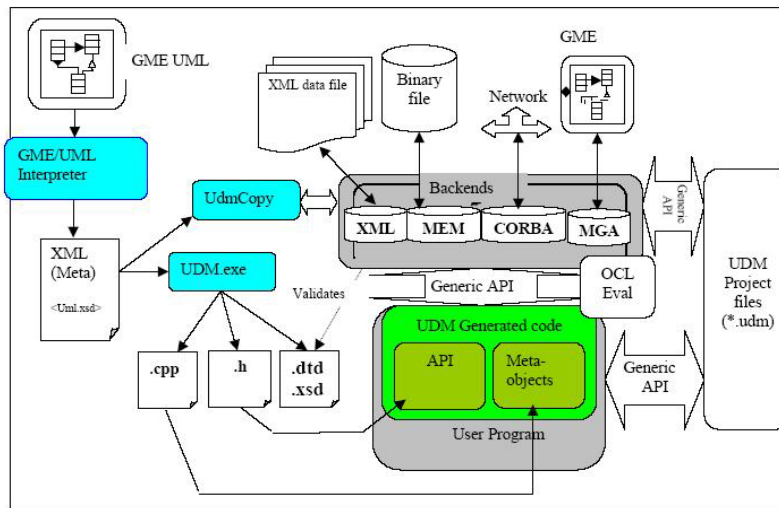 GME UML
GME
XML data file
Binary
file
Network
GME/UML
Interpreter
Backends
UdmCopy
XML
MEM
CORBA
MGA
Generic
API
XML
(Meta)
<Uml.xsd>
UDM.exe
Validates
Generic API
OCL
Eval
UDM
Project
files
(*.udm)
UDM Generated code
.cpp
.h
.dtd
.xsd
API
Meta-
objects
Generic
API
User Program